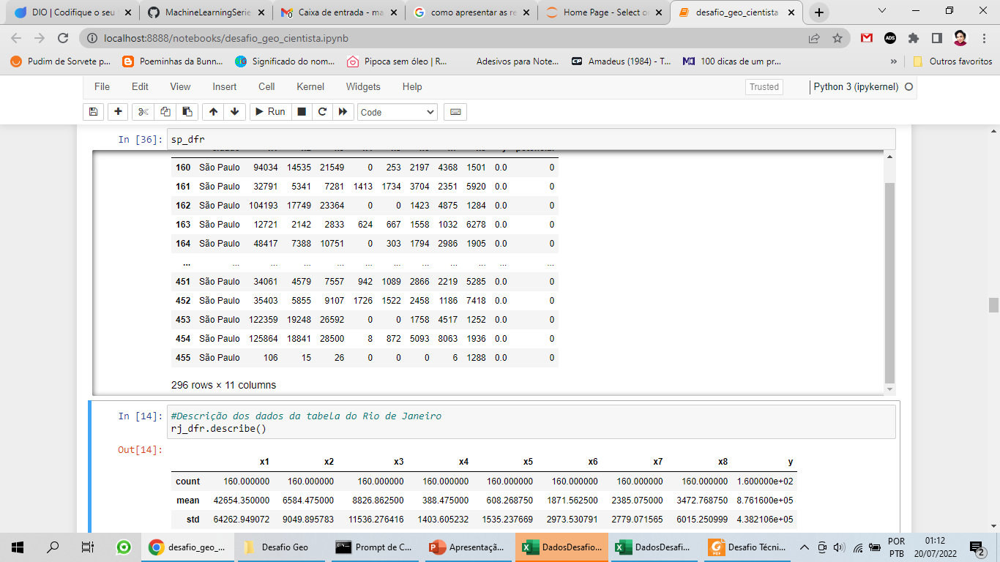 DIO | Codifique o seu
MachineLearningSerie
Caixa de entrada - ma
como apresentar as re
Home Page - Select o
desafio_geo_cientista
localhost:8888/notebooks/desafio_geo_cientista.ipynb
ABS
Pudim de Sorvete p...
Poeminhas da Bunn...
Significado do nom...
Pipoca sem óleo | R...
Adesivos para Note...
Amadeus (1984) - T...
100 dicas de um pr...
»
Outros favoritos
File Edit View Insert Cell Kernel Widgets Help
Trusted
Python 3 (ipykernel)
Run
Code
In [36]: sp_dfr
160 São Paulo 94034 14535 21549 0 253 2197 4368 1501 0.0 0
161 São Paulo 32791 5341 7281 1413 1734 3704 2351 5920 0.0 0
162 São Paulo 104193 17749 23364 0 0 1423 4875 1284 0.0 0
163 São Paulo 12721 2142 2833 624 667 1558 1032 6278 0.0 0
164 São Paulo 48417 7388 10751 0 303 1794 2986 1905 0.0 0
... ... ... ... ... ... ... ... ... ... ... ...
451 São Paulo 34061 4579 7557 942 1089 2866 2219 5285 0.0 0
452 São Paulo 35403 5855 9107 1726 1522 2458 1186 7418 0.0 0
453 São Paulo 122359 19248 26592 0 0 1758 4517 1252 0.0 0
454 São Paulo 125864 18841 28500 8 872 5093 8063 1936 0.0 0
455 São Paulo 106 15 26 0 0 0 6 1288 0.0 0
296 rows × 11 columns
In [14]: #Descrição dos dados da tabela do Rio de Janeiro
rj_dfr.describe()
Out[14]:
x1 x2 x3 x4 x5 x6 x7 x8 y
count 160.000000 160.000000 160.000000 160.000000 160.000000 160.000000 160.000000 160.000000 1.600000e+02
mean 42654.350000 6584.475000 8826.862500 388.475000 608.268750 1871.562500 2385.075000 3472.768750 8.761600e+05
std 64262.949072 9049.895783 11536.276416 1403.605232 1535.237669 2973.530791 2779.071565 6015.250999 4.382106e+05
desafio_geo_...
Desafio Geo
Prompt de C...
Apresentaçã...
DadosDesafio...
DadosDesafi...
Desafio Técni...
POR
PTB
01:12
20/07/2022
2